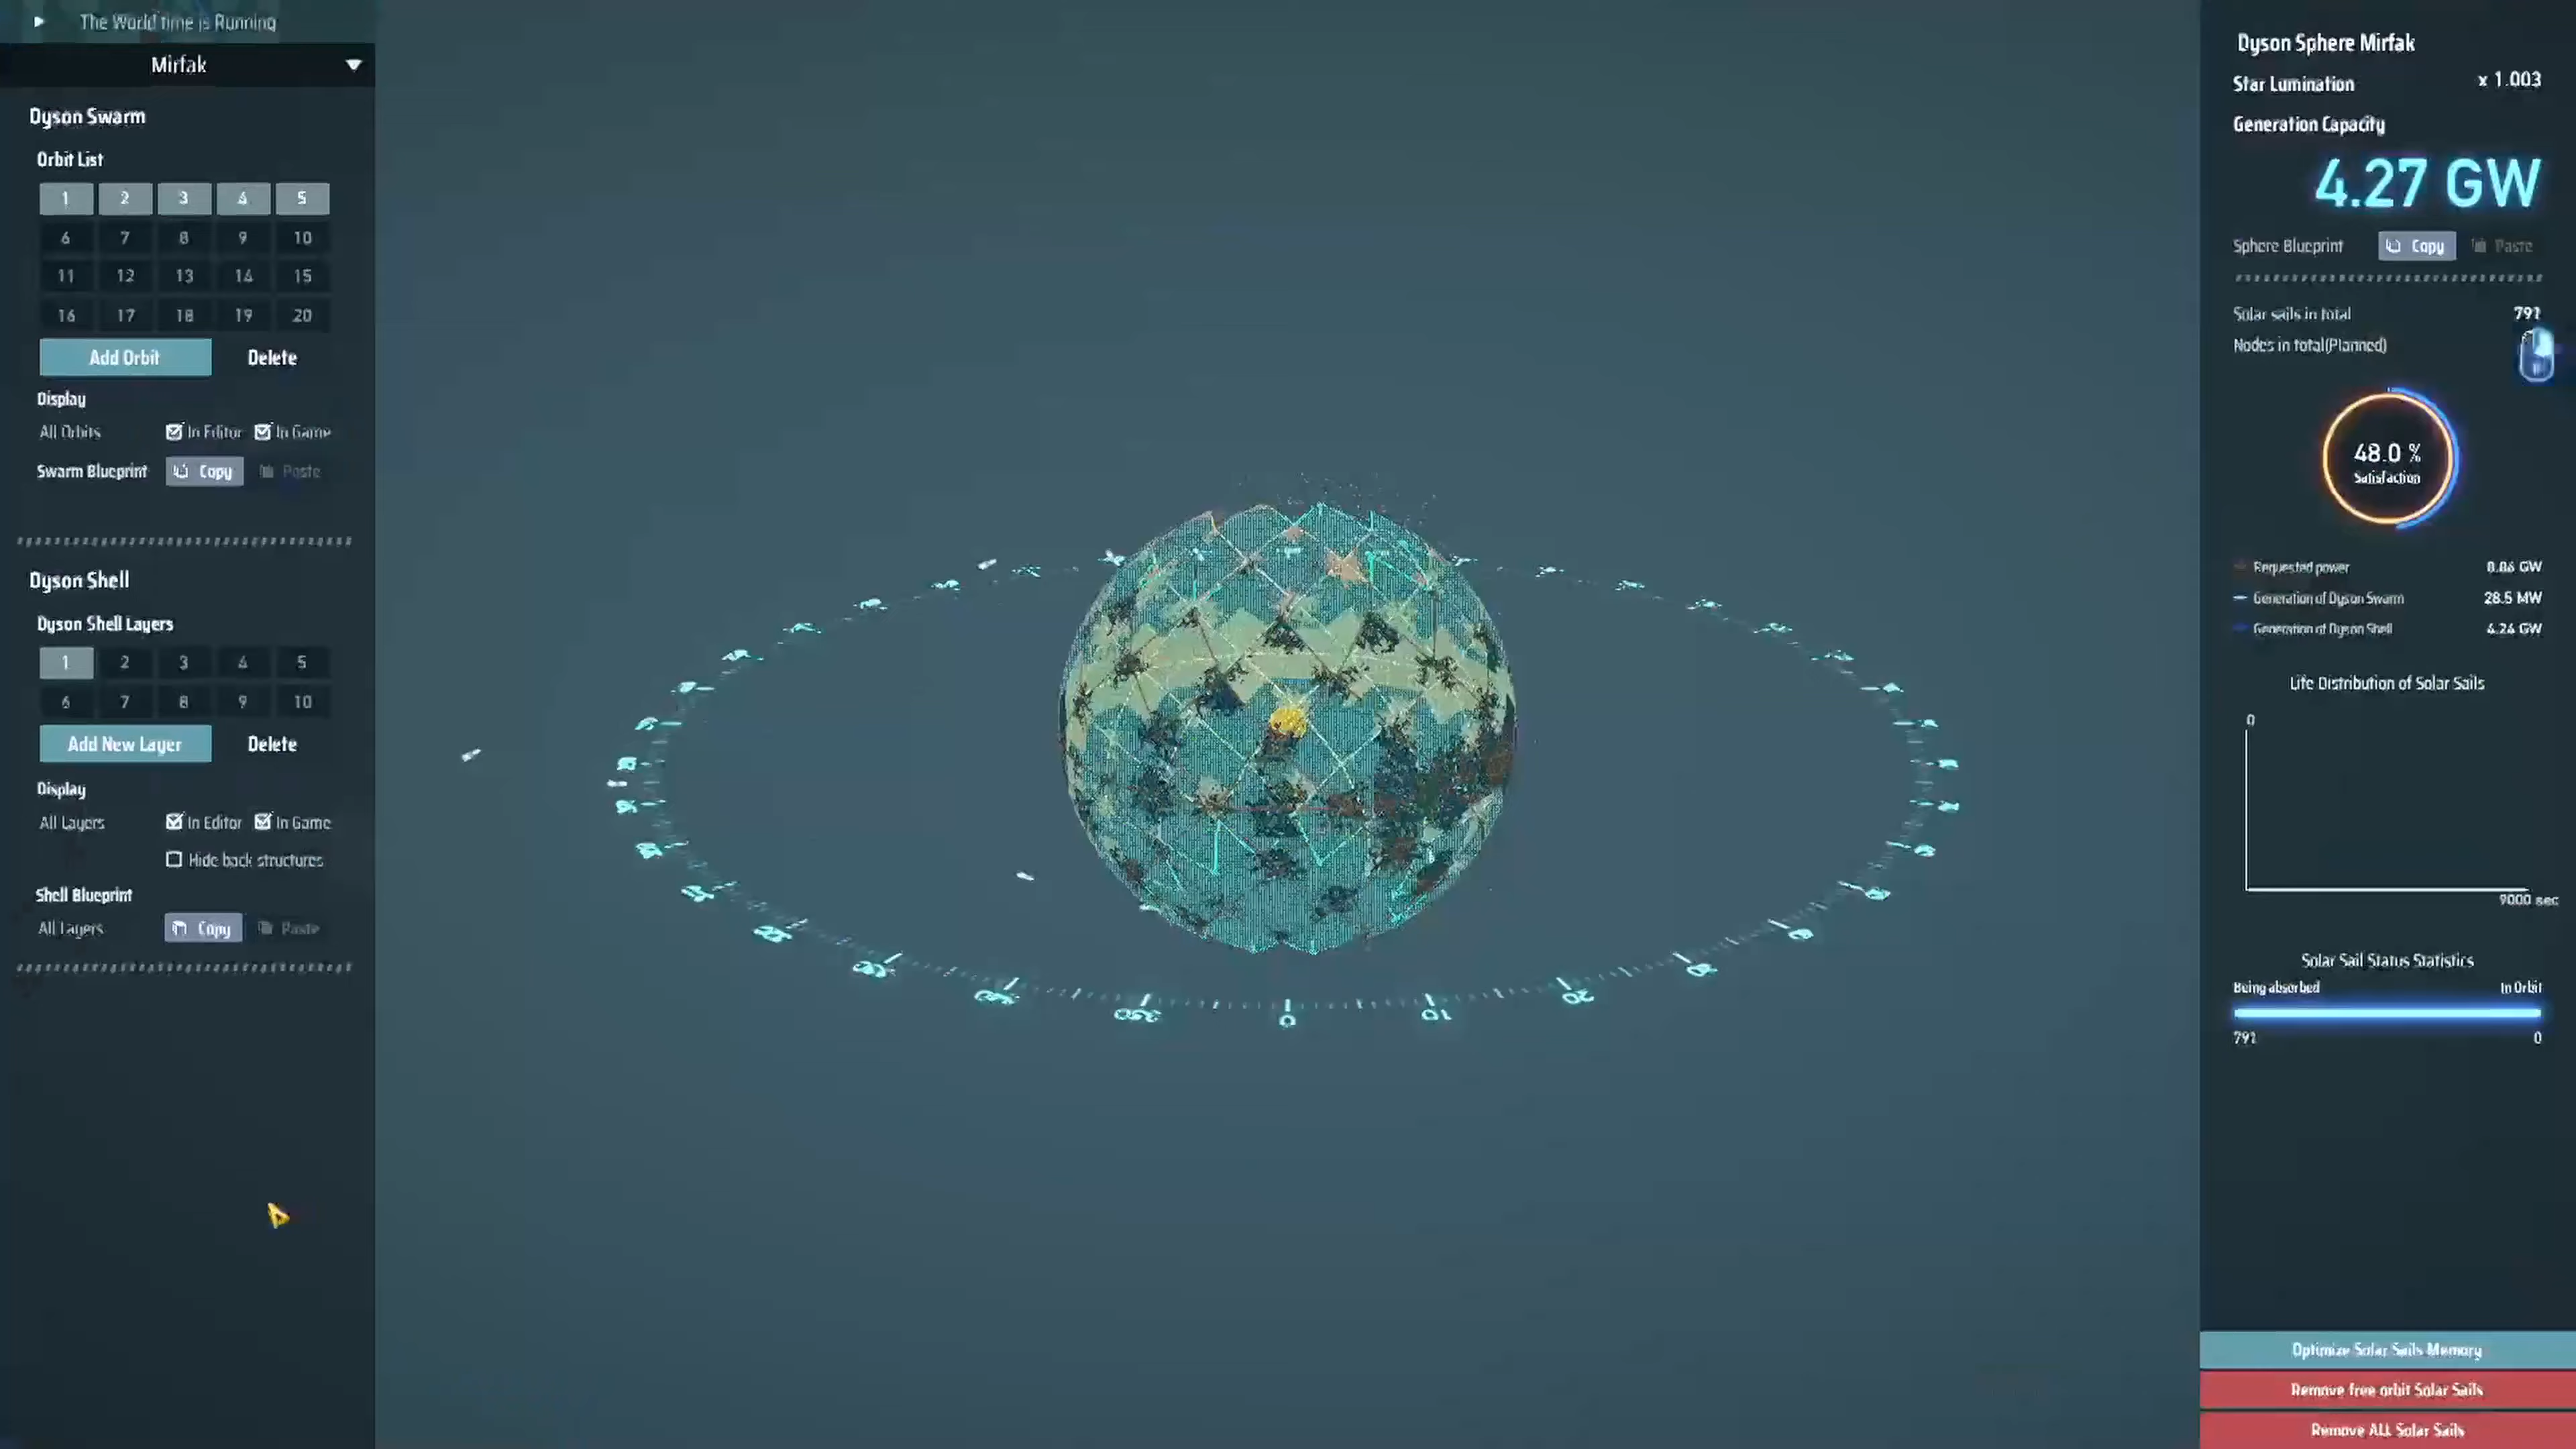 The World time is Running
Mirfak
Dyson Swarm
Orbit List
1 2 3 4 5
6 7 8 9 10
11 12 13 14 15
16 17 18 19 20
Add Orbit Delete
Display
All Orbits In Editor In Game
Swarm Blueprint Copy Paste
Dyson Shell
Dyson Shell Layers
1 2 3 4 5
6 7 8 9 10
Add New Layer Delete
Display
All Layers In Editor In Game
Hide back structures
Shell Blueprint
All Layers Copy Paste
0 10 20
Dyson Sphere Mirfak
Star Lumination x 1.003
Generation Capacity
4.27 GW
Sphere Blueprint Copy Paste
Solar sails in total 791
Nodes in total(Planned)
48.0 %
Satisfaction
Requested power 8.86 GW
Generation of Dyson Swarm 28.5 MW
Generation of Dyson Shell 4.24 GW
Life Distribution of Solar Sails
0
9000 sec
Solar Sail Status Statistics
Being absorbed In Orbit
791 0
Optimize Solar Sails Memory
Remove free orbit Solar Sails
Remove ALL Solar Sails